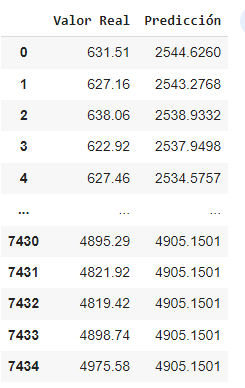 Valor Real Predicción
0 631.51 2544.6260
1 627.16 2543.2768
2 638.06 2538.9332
3 622.92 2537.9498
4 627.46 2534.5757
... ... ...
7430 4895.29 4905.1501
7431 4821.92 4905.1501
7432 4819.42 4905.1501
7433 4898.74 4905.1501
7434 4975.58 4905.1501